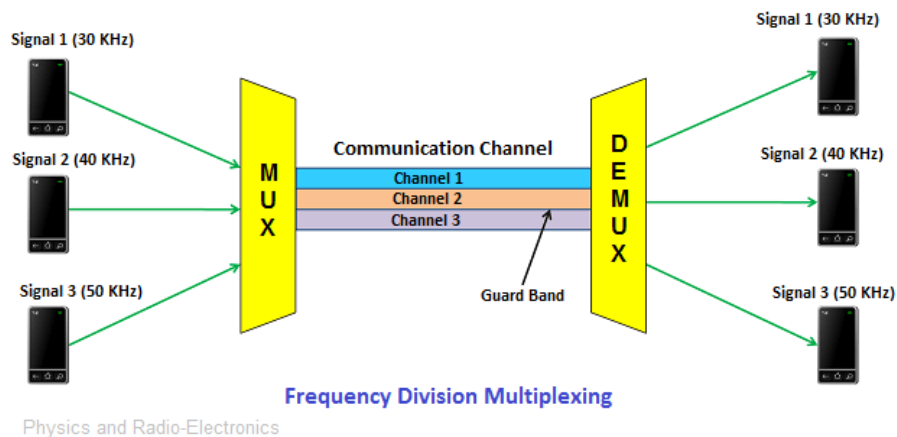 Signal 1 (30 KHz)
Signal 1 (30 KHz)
Signal 2 (40 KHz)
Signal 2 (40 KHz)
Signal 3 (50 KHz)
Signal 3 (50 KHz)
MUX
Communication Channel
Channel 1
Channel 2
Channel 3
Guard Band
DEMUX
Frequency Division Multiplexing
Physics and Radio-Electronics